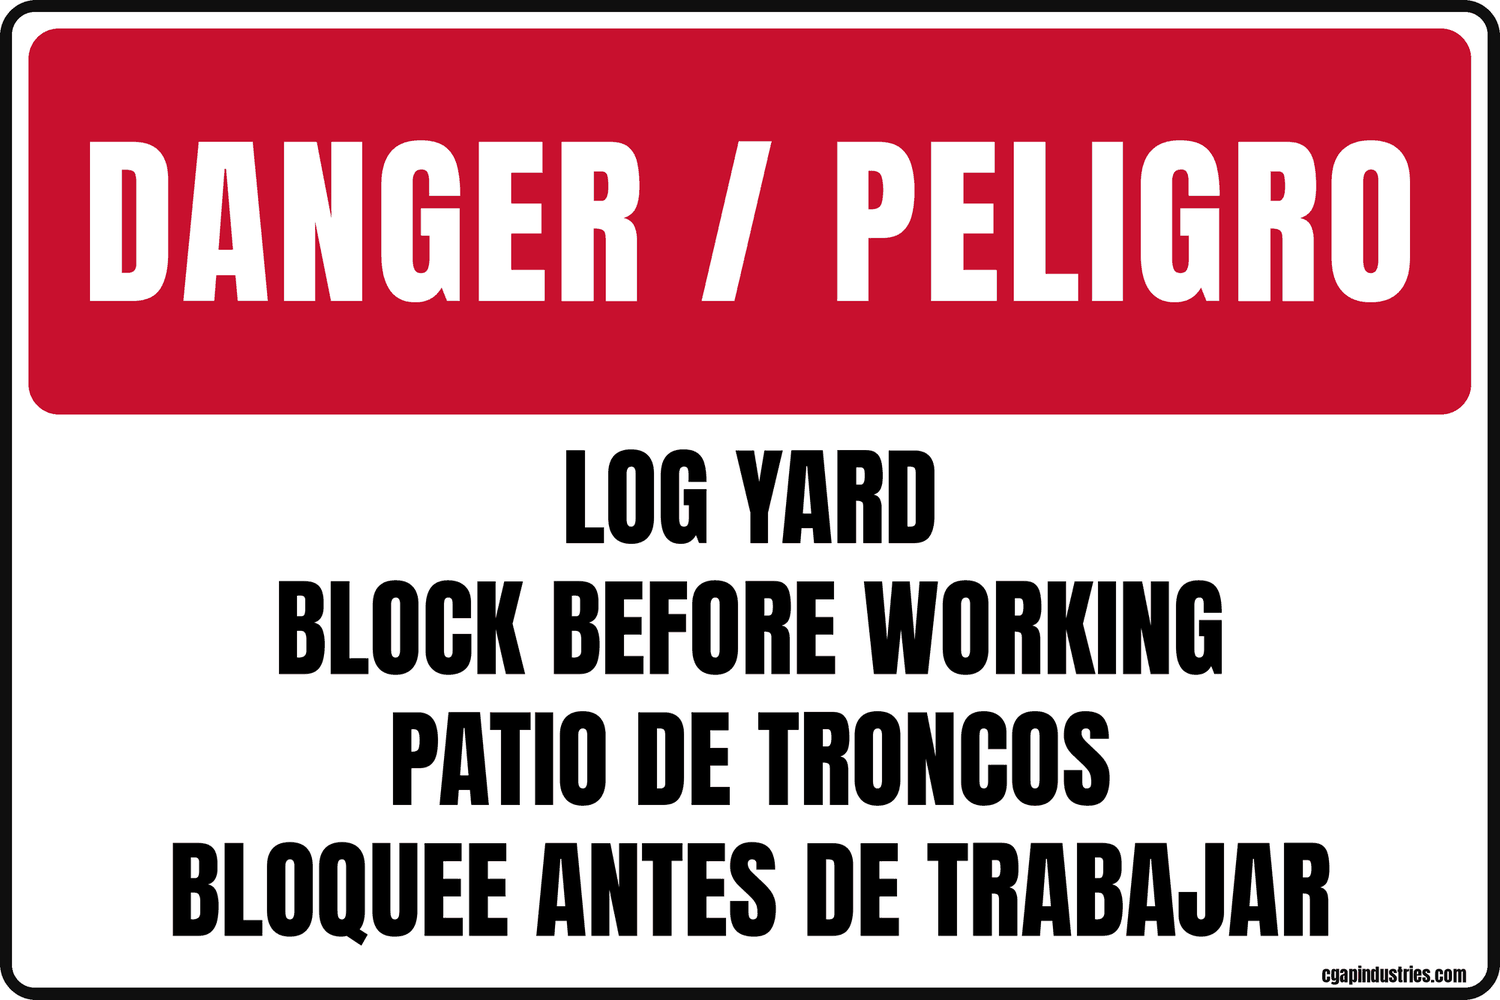 DANGER / PELIGRO
LOG YARD
BLOCK BEFORE WORKING
PATIO DE TRONCOS
BLOQUEE ANTES DE TRABAJAR
cgapindustries.com